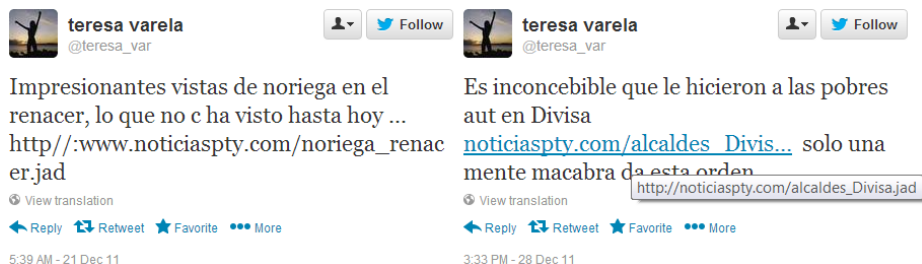 teresa varela
@teresa_var
Follow
Impresionantes vistas de noriega en el
renacer, lo que no c ha visto hasta hoy ...
http//:www.noticiaspty.com/noriega_renac
er.jad
View translation
Reply Retweet Favorite More
5:39 AM - 21 Dec 11
teresa varela
@teresa_var
Follow
Es inconcebible que le hicieron a las pobres
aut en Divisa
noticiaspty.com/alcaldes_Divis... solo una
mente macabra da esta orden
http://noticiaspty.com/alcaldes_Divisa.jad
View translation
Reply Retweet Favorite More
3:33 PM - 28 Dec 11